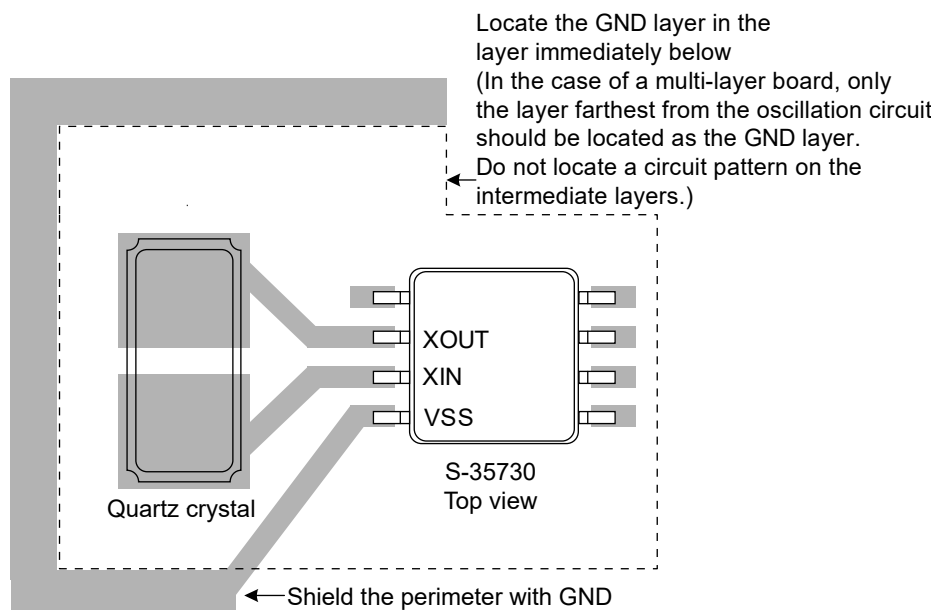 Locate the GND layer in the
layer immediately below
(In the case of a multi-layer board, only
the layer farthest from the oscillation circuit
should be located as the GND layer.
Do not locate a circuit pattern on the
intermediate layers.)
XOUT
XIN
VSS
S-35730
Top view
Quartz crystal
Shield the perimeter with GND